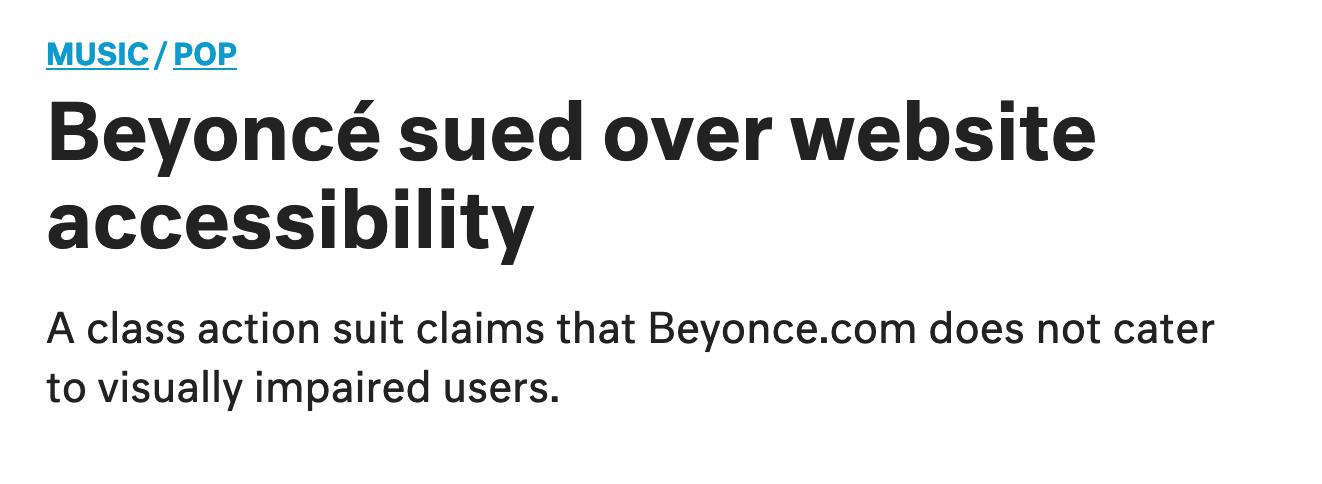 MUSIC / POP
Beyoncé sued over website
accessibility
A class action suit claims that Beyonce.com does not cater
to visually impaired users.